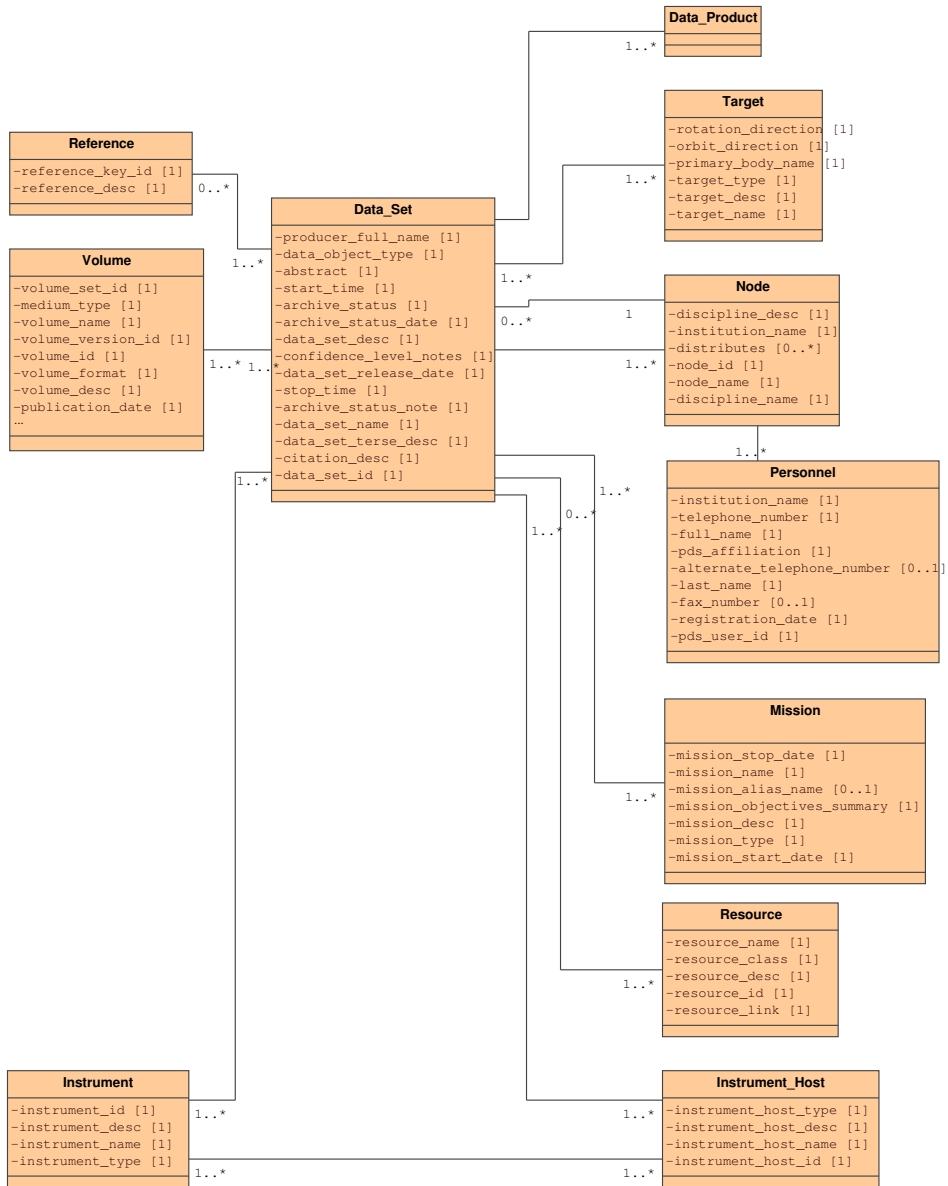 Data_Product
1..*
Target
-rotation_direction [1]
-orbit_direction [1]
-primary_body_name [1]
-target_type [1]
-target_desc [1]
-target_name [1]
1..*
1..*
Reference
-reference_key_id [1]
-reference_desc [1]
0..*
1..*
Volume
-volume_set_id [1]
-medium_type [1]
-volume_name [1]
-volume_version_id [1]
-volume_id [1]
-volume_format [1]
-volume_desc [1]
-publication_date [1]
...
1..*
1..*
Data_Set
-producer_full_name [1]
-data_object_type [1]
-abstract [1]
-start_time [1]
-archive_status [1]
-archive_status_date [1]
-data_set_desc [1]
-confidence_level_notes [1]
-data_set_release_date [1]
-stop_time [1]
-archive_status_note [1]
-data_set_name [1]
-data_set_terse_desc [1]
-citation_desc [1]
-data_set_id [1]
0..*
1
1..*
Node
-discipline_desc [1]
-institution_name [1]
-distributes [0..*]
-node_id [1]
-node_name [1]
-discipline_name [1]
1..*
Personnel
-institution_name [1]
-telephone_number [1]
-full_name [1]
-pds_affiliation [1]
-alternate_telephone_number [0..1]
-last_name [1]
-fax_number [0..1]
-registration_date [1]
-pds_user_id [1]
1..*
1..*
0..*
1..*
Mission
-mission_stop_date [1]
-mission_name [1]
-mission_alias_name [0..1]
-mission_objectives_summary [1]
-mission_desc [1]
-mission_type [1]
-mission_start_date [1]
1..*
Resource
-resource_name [1]
-resource_class [1]
-resource_desc [1]
-resource_id [1]
-resource_link [1]
1..*
Instrument
-instrument_id [1]
-instrument_desc [1]
-instrument_name [1]
-instrument_type [1]
1..*
1..*
Instrument_Host
-instrument_host_type [1]
-instrument_host_desc [1]
-instrument_host_name [1]
-instrument_host_id [1]
1..*
1..*